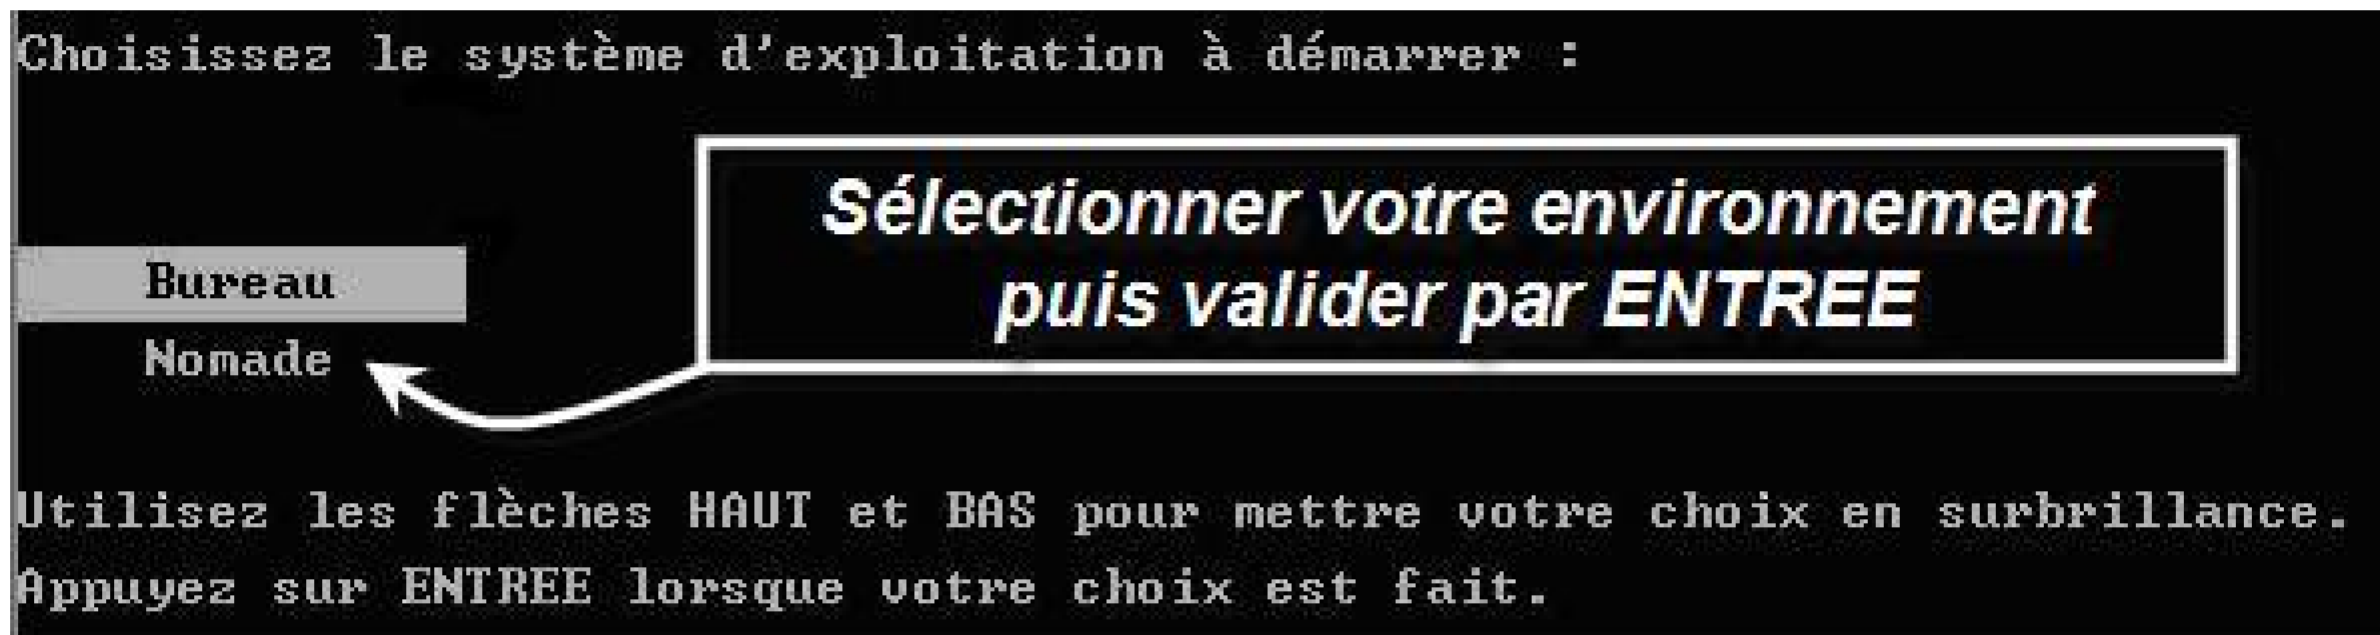 Choisissez le système d'exploitation à démarrer :
Sélectionner votre environnement
puis valider par ENTREE
Bureau
Nomade
Utilisez les flèches HAUT et BAS pour mettre votre choix en surbrillance.
Appuyez sur ENTREE lorsque votre choix est fait.